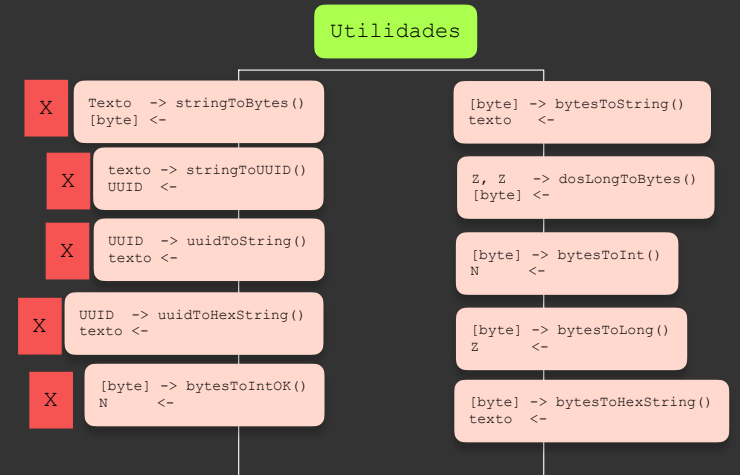 Utilidades
X
Texto  -> stringToBytes()
[byte] <-
X
texto -> stringToUUID()
UUID  <-
X
UUID  -> uuidToString()
texto <-
X
UUID  -> uuidToHexString()
texto <-
X
[byte] -> bytesToIntOK()
N      <-
[byte] -> bytesToString()
texto   <-
Z, Z   -> dosLongToBytes()
[byte] <-
[byte] -> bytesToInt()
N      <-
[byte] -> bytesToLong()
Z      <-
[byte] -> bytesToHexString()
texto  <-